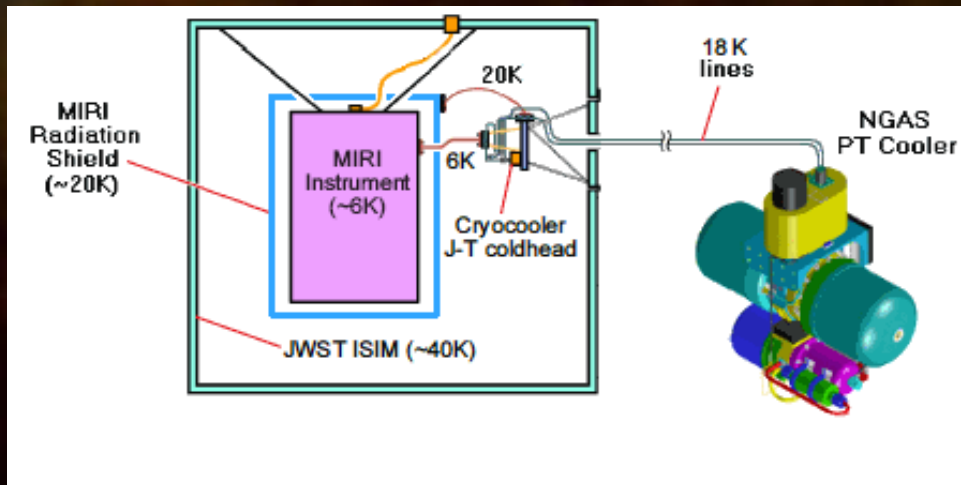 18 K
lines
20K
NGAS
PT Cooler
MIRI
Radiation
Shield
(~20K)
MIRI
Instrument
(~6K)
6K
Cryocooler
J-T coldhead
JWST ISIM (~40K)